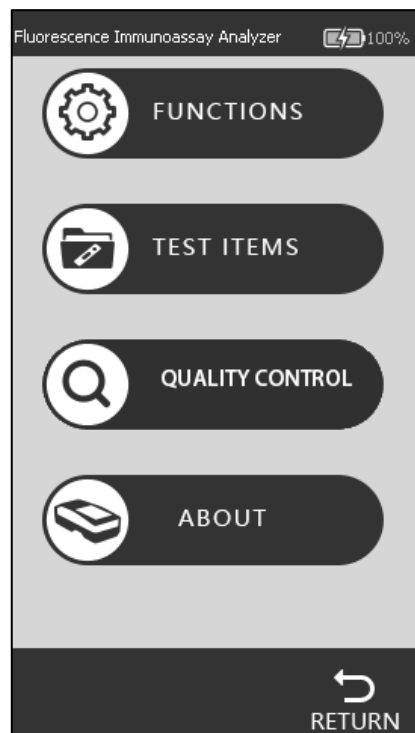 Fluorescence Immunoassay Analyzer 100%
FUNCTIONS
TEST ITEMS
QUALITY CONTROL
ABOUT
RETURN